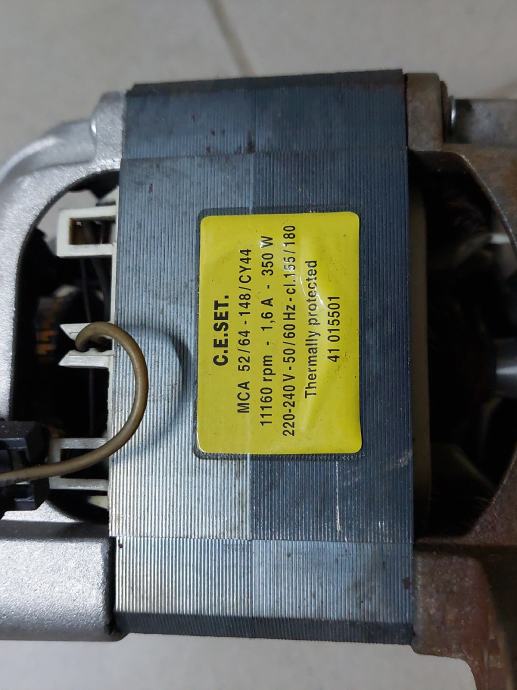 C.E.SET.
MCA 52/64 - 148/CY44
11160 rpm - 1,6 A - 350 W
220-240 V - 50/60 Hz - cl.155/180
Thermally protected
41 015501